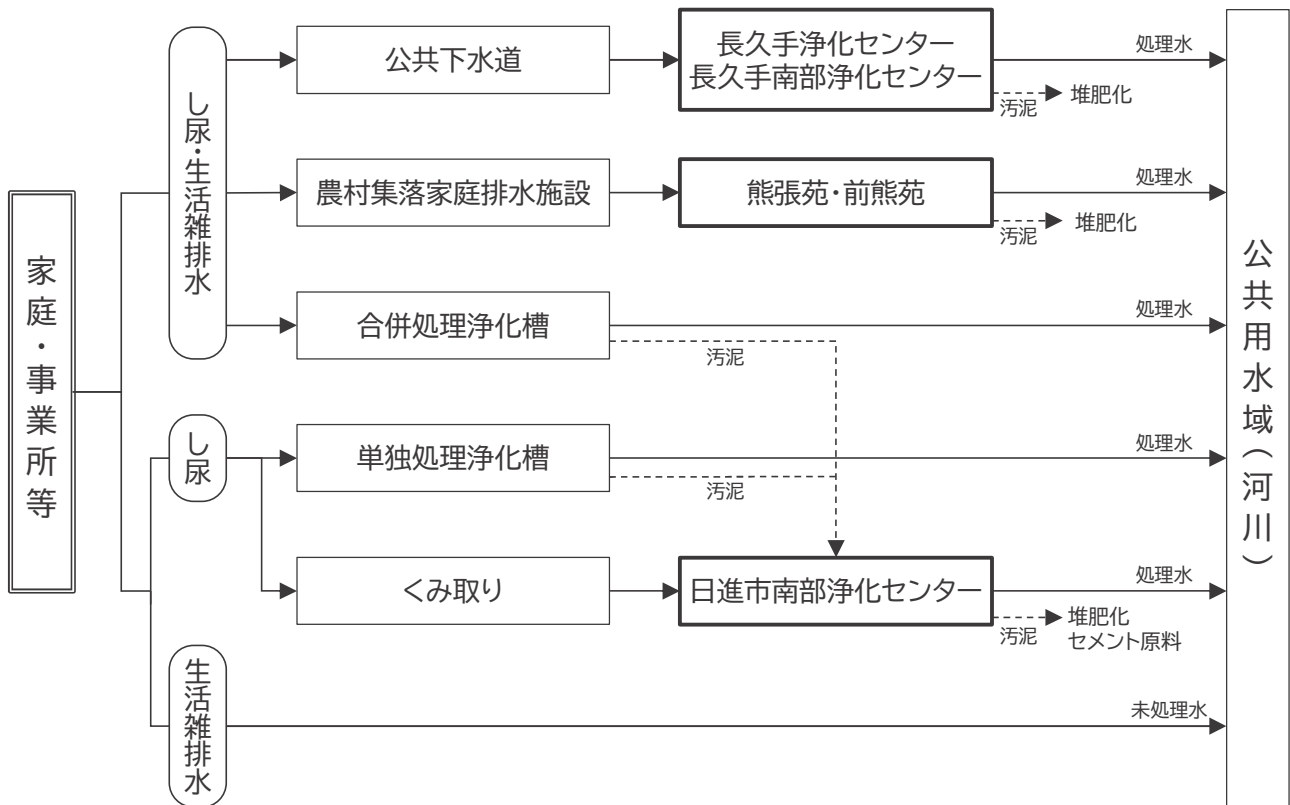 家庭・事業所等
し尿・生活雑排水
公共下水道
長久手浄化センター
長久手南部浄化センター
処理水
汚泥
堆肥化
農村集落家庭排水施設
熊張苑・前熊苑
処理水
汚泥
堆肥化
合併処理浄化槽
処理水
汚泥
し尿
単独処理浄化槽
処理水
汚泥
くみ取り
日進市南部浄化センター
処理水
汚泥
堆肥化
セメント原料
生活雑排水
未処理水
公共用水域(河川)